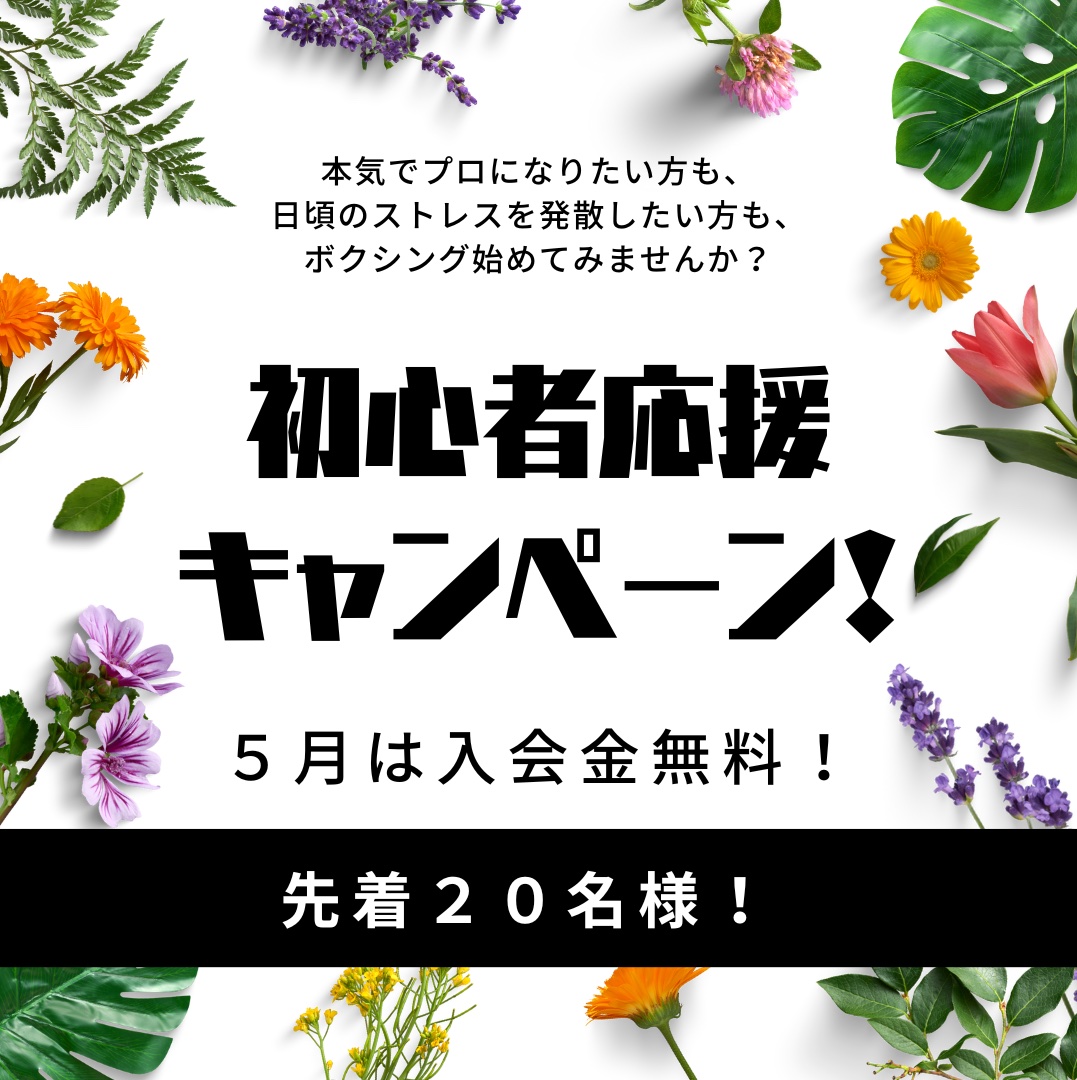 本気でプロになりたい方も、
日頃のストレスを発散したい方も、
ボクシング始めてみませんか？
初心者応援
キャンペーン!
５月は入会金無料！
先着２０名様！